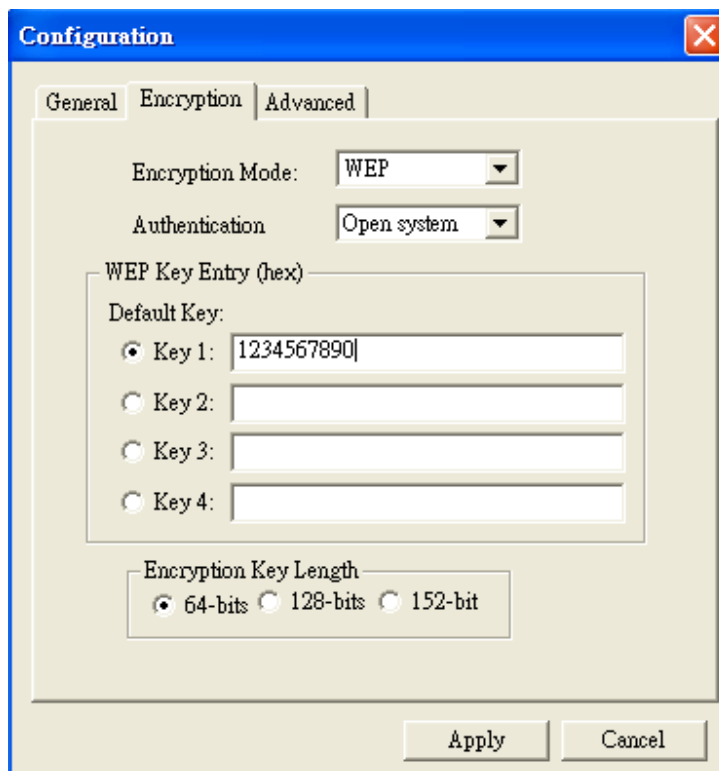 Configuration
General Encryption Advanced
Encryption Mode: WEP
Authentication Open system
WEP Key Entry (hex)
Default Key:
Key 1: 1234567890
Key 2:
Key 3:
Key 4:
Encryption Key Length
64-bits 128-bits 152-bit
Apply Cancel